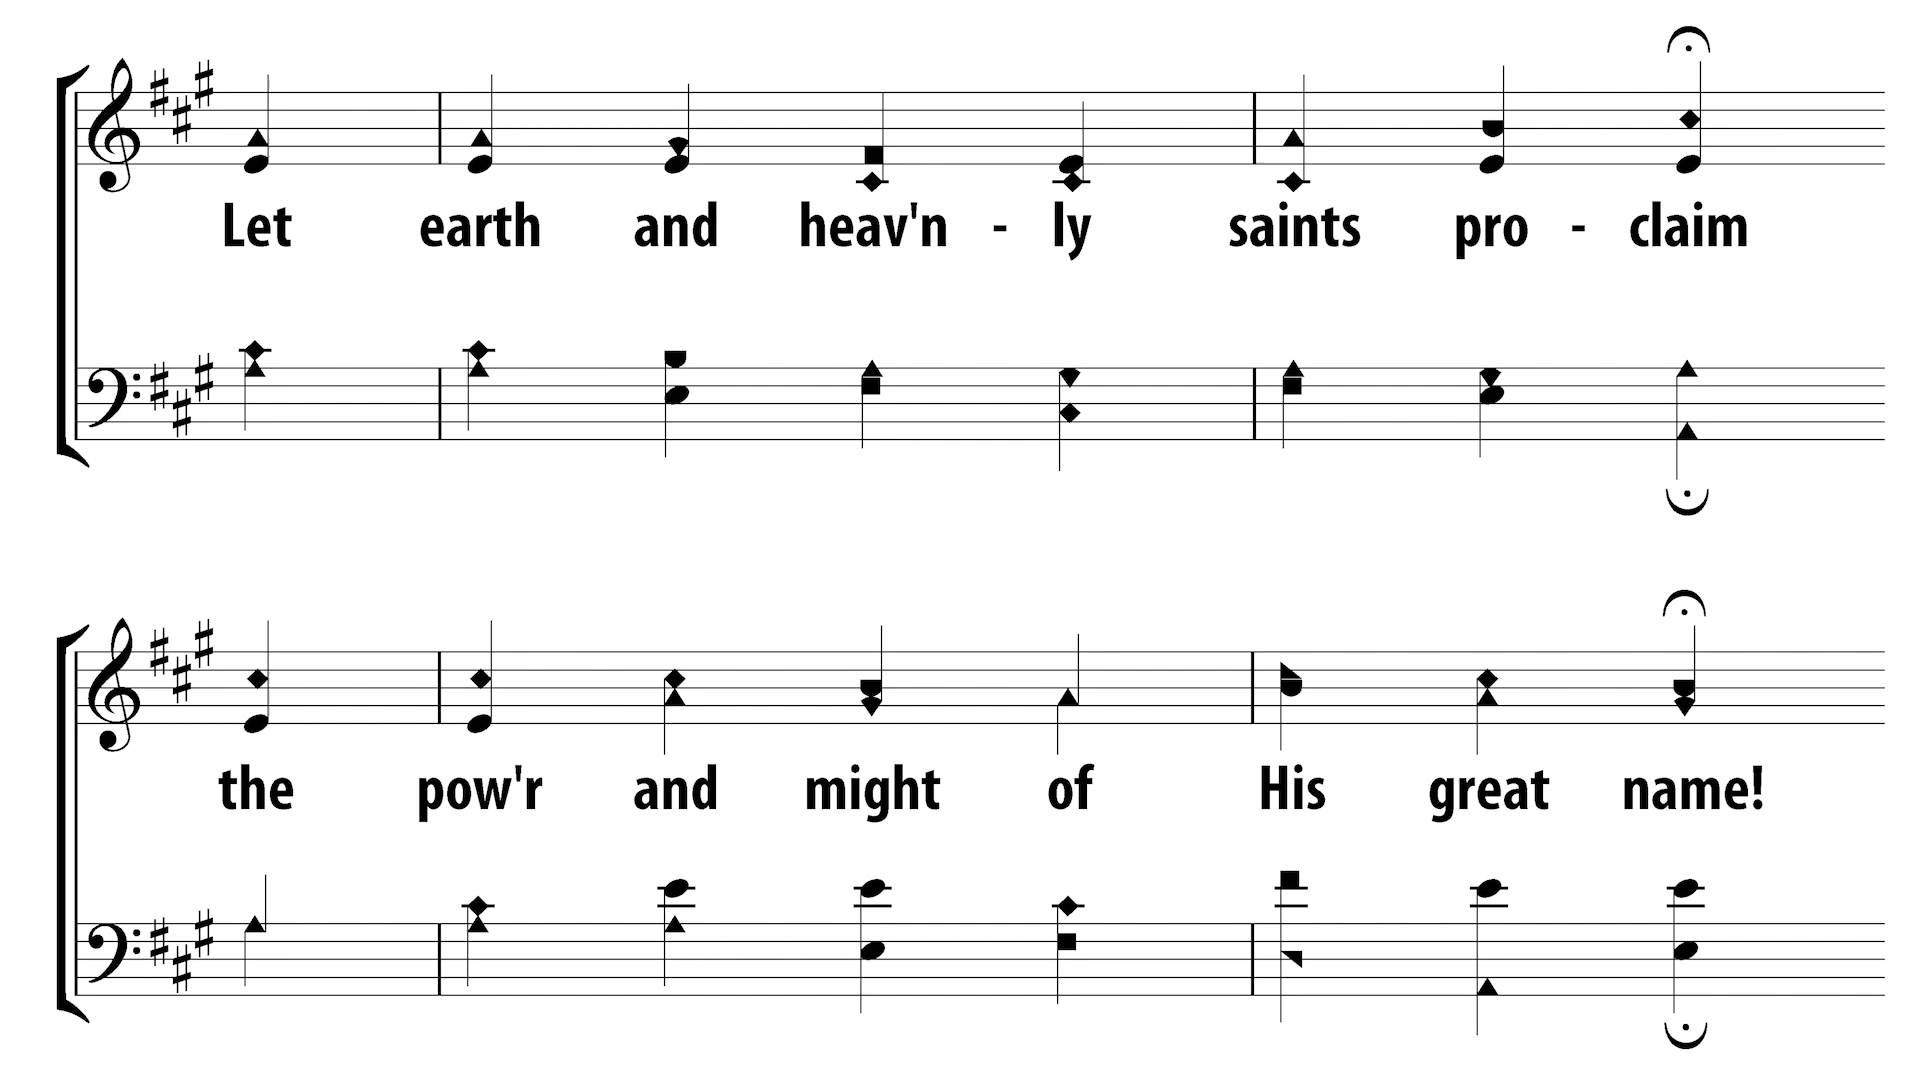 Let earth and heav'n - ly saints pro - claim
the pow'r and might of His great name!